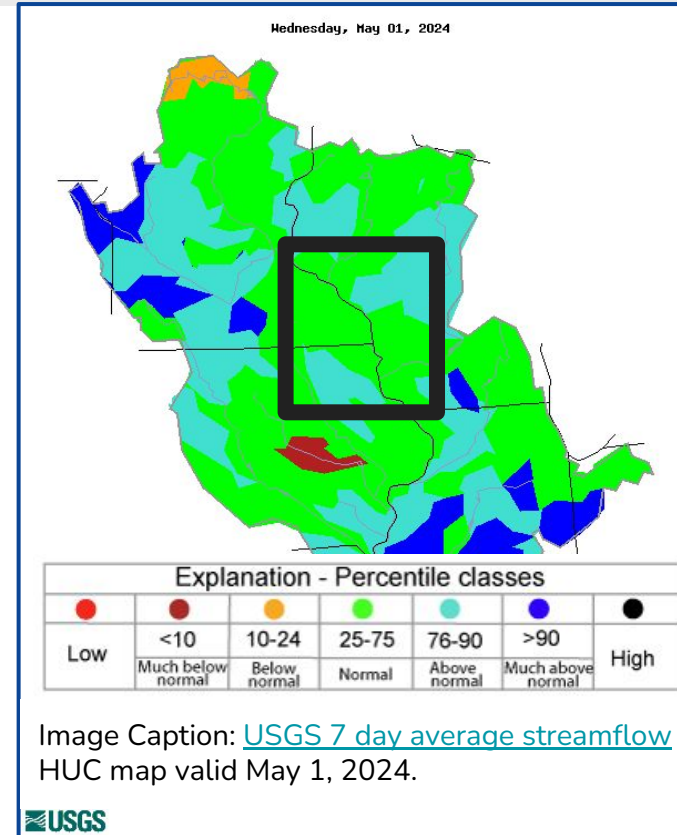 Wednesday, May 01, 2024
Explanation - Percentile classes
Low <10 10-24 25-75 76-90 >90 High
Much below normal Below normal Normal Above normal Much above normal
Image Caption: USGS 7 day average streamflow
HUC map valid May 1, 2024.
USGS